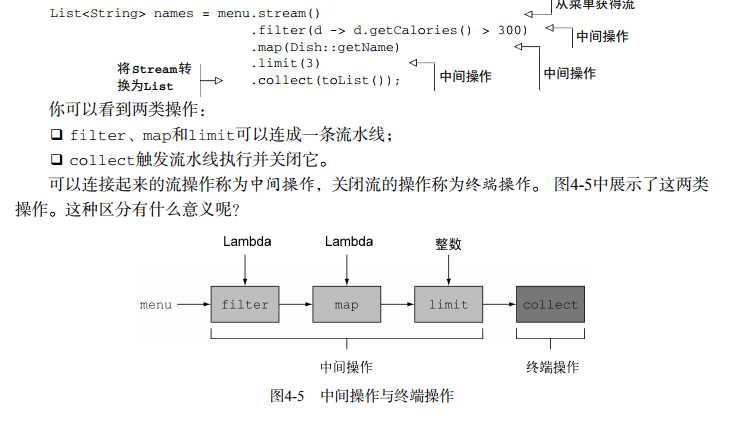 从菜单获得流
List<String> names = menu.stream()
.filter(d -> d.getCalories() > 300)
中间操作
.map(Dish::getName)
中间操作
.limit(3)
中间操作
将Stream转
换为List
.collect(toList());
你可以看到两类操作：
❑ filter、map和limit可以连成一条流水线；
❑ collect触发流水线执行并关闭它。
可以连接起来的流操作称为中间操作，关闭流的操作称为终端操作。 图4-5中展示了这两类
操作。这种区分有什么意义呢？
Lambda Lambda 整数
menu filter map limit collect
中间操作 终端操作
图4-5 中间操作与终端操作